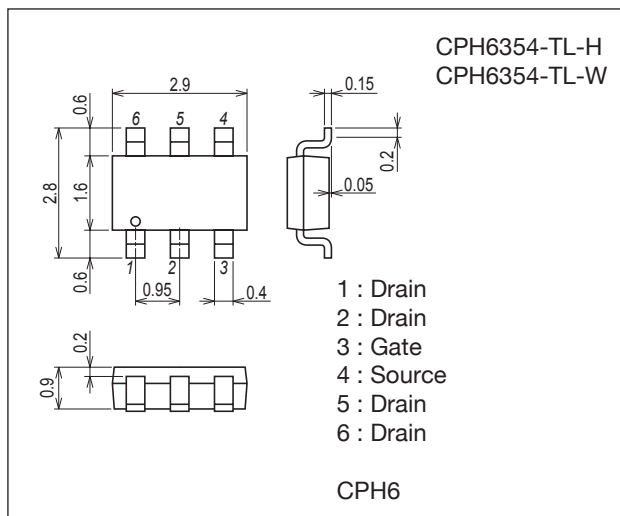 CPH6354-TL-H
CPH6354-TL-W
2.9
0.15
0.6
6 5 4
0.2
2.8
1.6
0.05
0.6
1 2 3
0.95
0.4
1 : Drain
2 : Drain
3 : Gate
4 : Source
5 : Drain
6 : Drain
0.2
0.9
CPH6